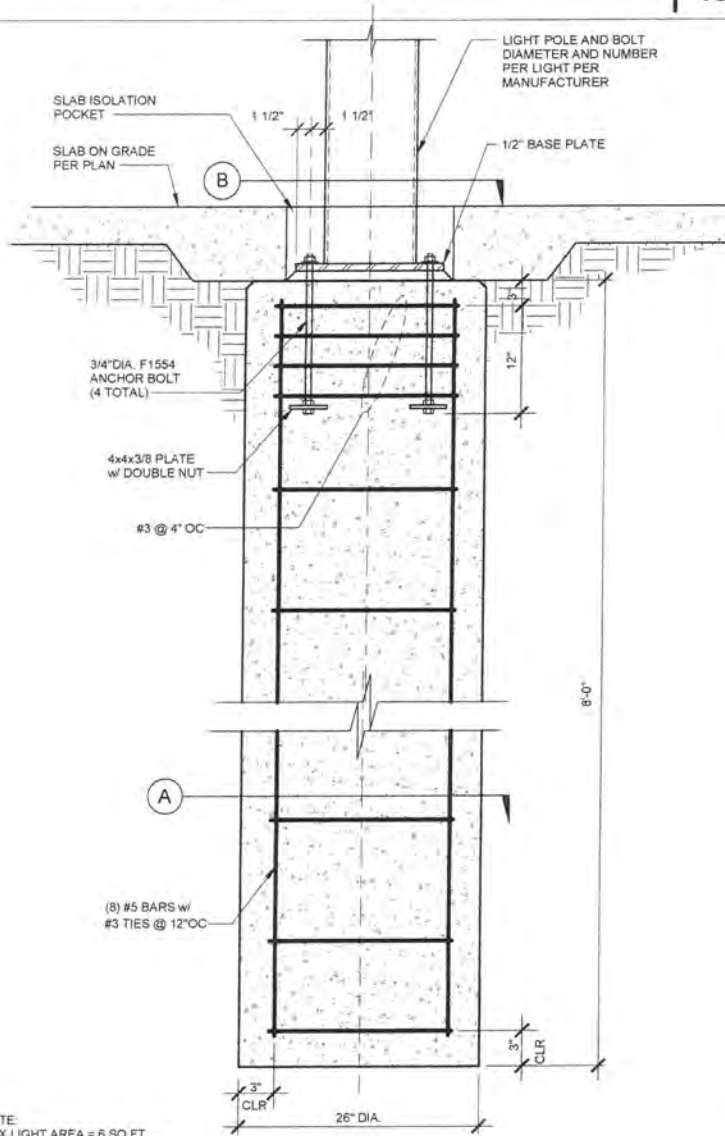 LIGHT POLE AND BOLT
DIAMETER AND NUMBER
PER LIGHT PER
MANUFACTURER
SLAB ISOLATION
POCKET
1 1/2"
1 1/2"
SLAB ON GRADE
PER PLAN
1/2" BASE PLATE
B
3"
3/4"DIA. F1554
ANCHOR BOLT
(4 TOTAL)
12"
4x4x3/8 PLATE
w/ DOUBLE NUT
#3 @ 4" OC
8'-0"
A
(8) #5 BARS w/
#3 TIES @ 12"OC
3"
CLR
3"
CLR
26" DIA.
TE:
X LIGHT AREA = 6 SQ FT